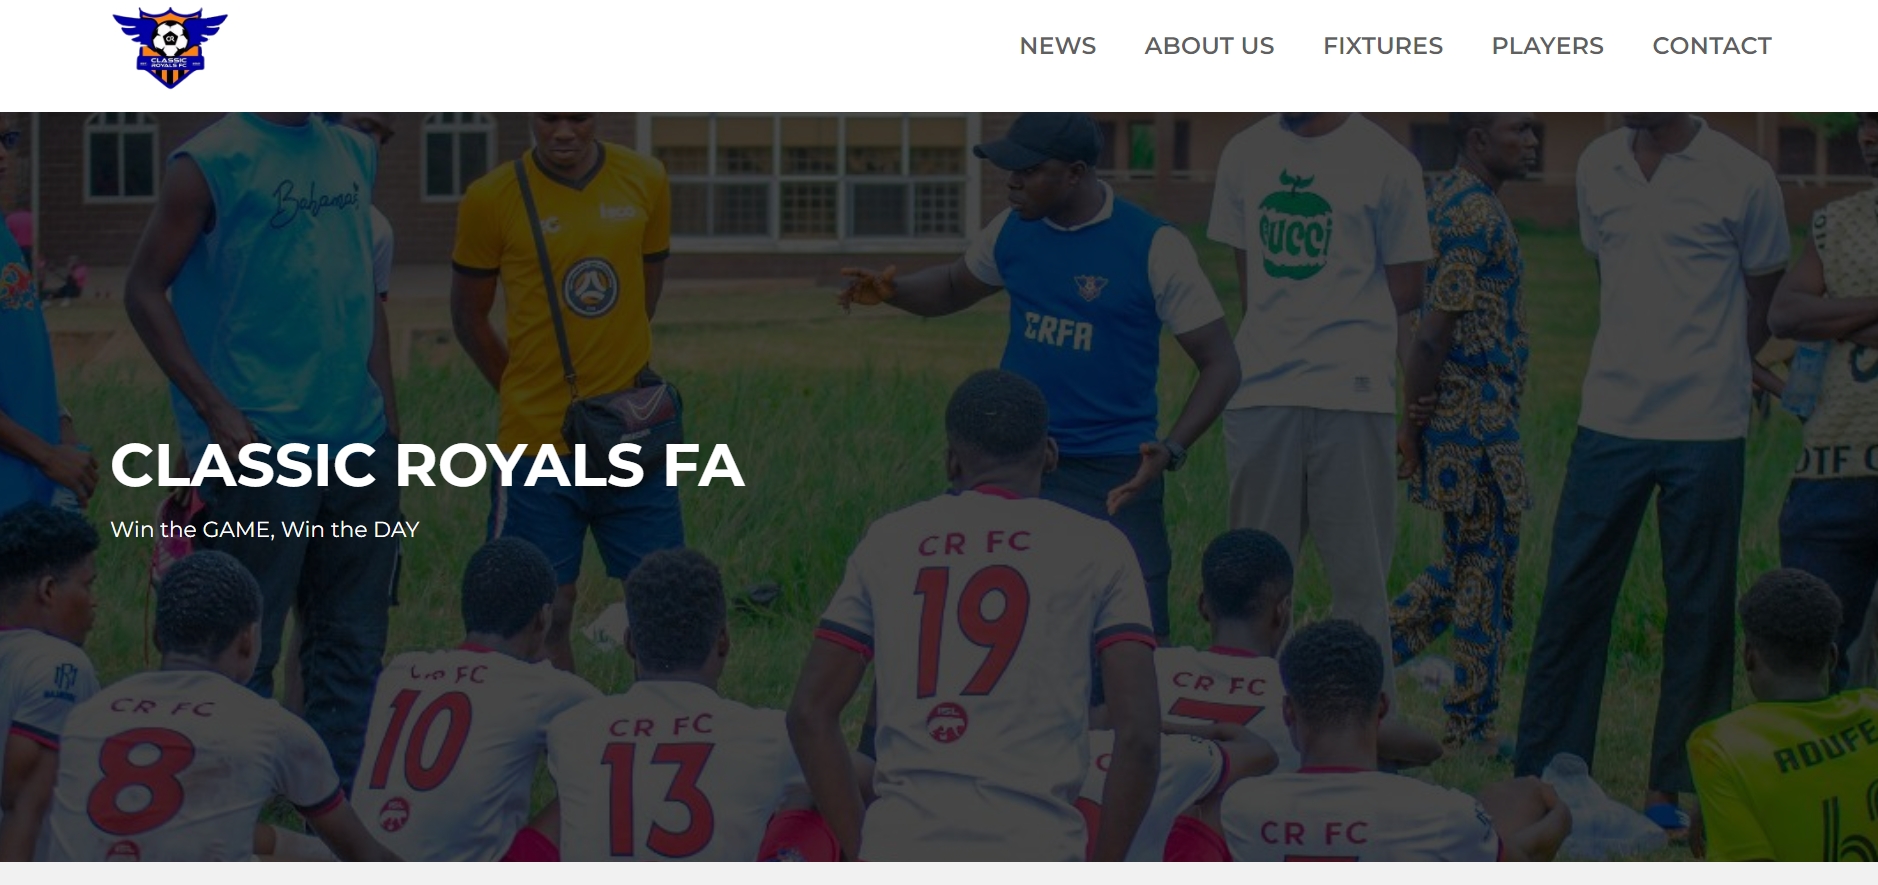 CR
CLASSIC
ROYALS FC
NEWS
ABOUT US
FIXTURES
PLAYERS
CONTACT
Bahamas
GUCCI
CRFA
CLASSIC ROYALS FA
Win the GAME, Win the DAY
CR FC
19
CR FC
8
CR FC
10
CR FC
13
CR FC
7
CR FC
ADUFE